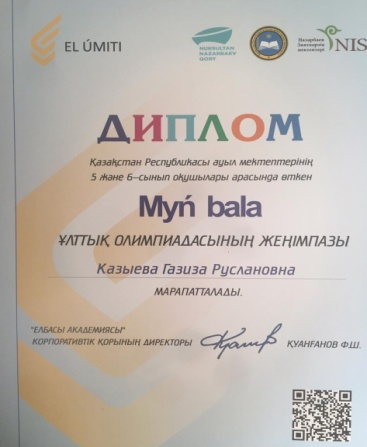 EL ÚMITI
NURSULTAN
NAZARBAYEV
QORY
Назарбаев
Зияткерлік
мектептері
NIS
ДИПЛОМ
Қазақстан Республикасы ауыл мектептерінің
5 және 6-сынып оқушылары арасында өткен
Myń bala
ҰЛТТЫҚ ОЛИМПИАДАСЫНЫҢ ЖЕҢІМПАЗЫ
Казыева Газиза Руслановна
МАРАПАТТАЛАДЫ.
"ЕЛБАСЫ АКАДЕМИЯСЫ"
КОРПОРАТИВТІК ҚОРЫНЫҢ ДИРЕКТОРЫ
ҚУАНҒАНОВ Ф.Ш.